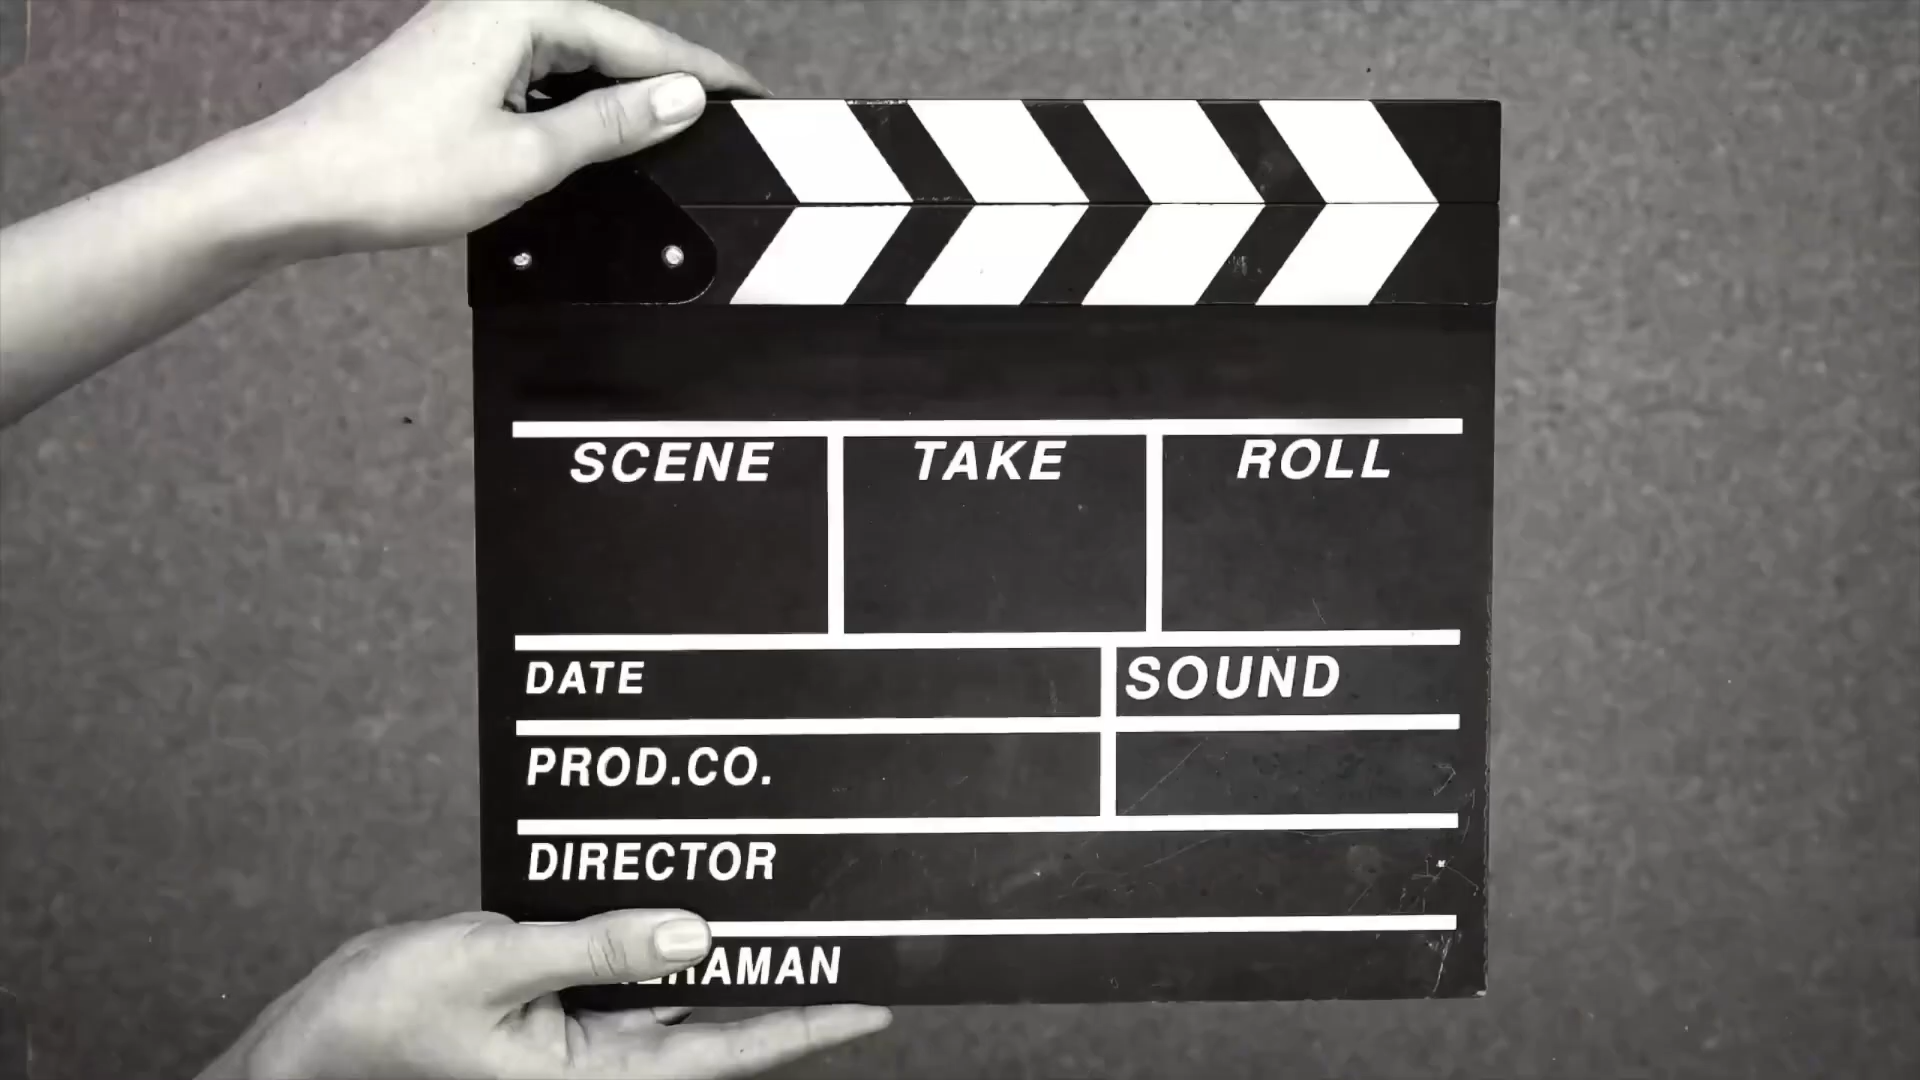 SCENE TAKE ROLL
DATE SOUND
PROD.CO.
DIRECTOR